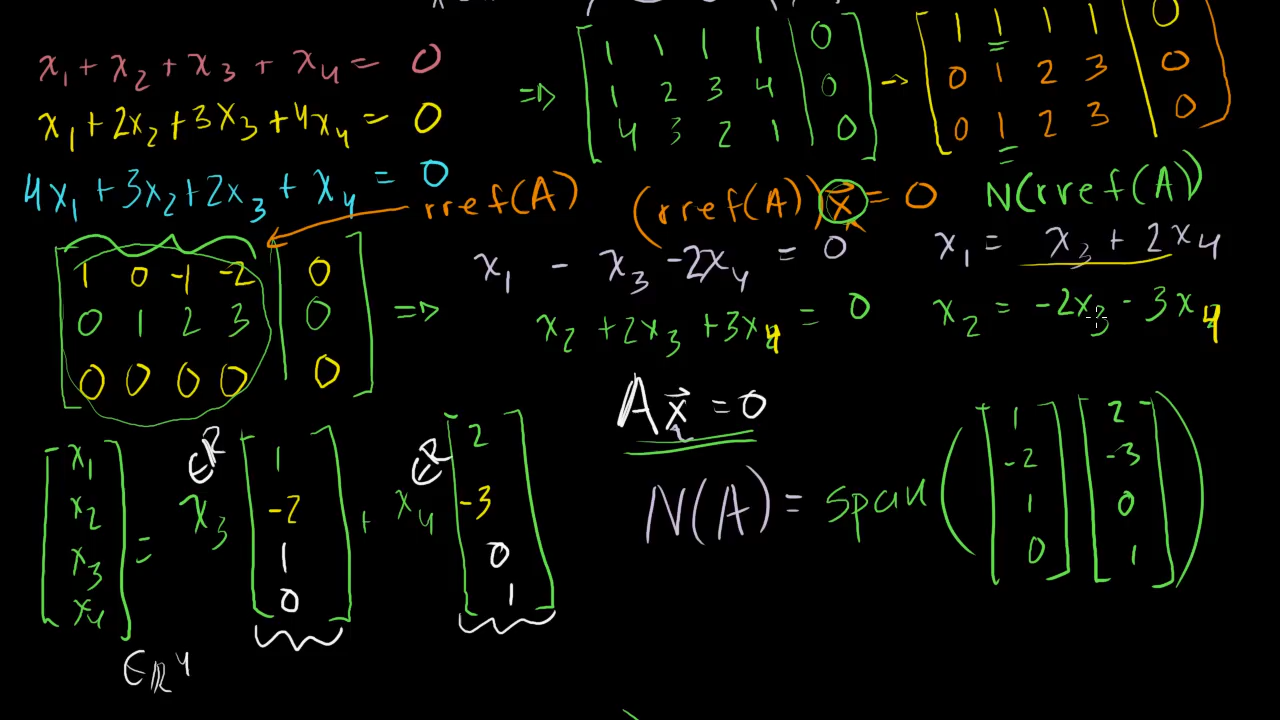 x₁ + x₂ + x₃ + x₄ = 0
x₁ + 2x₂ + 3x₃ + 4x₄ = 0
4x₁ + 3x₂ + 2x₃ + x₄ = 0
=> [ 1 1 1 1 | 0
1 2 3 4 | 0
4 3 2 1 | 0 ]
→ [ 1 1 1 1 | 0
0 1 2 3 | 0
0 1 2 3 | 0 ]
rref(A)
(rref(A)) x⃗ = 0
N(rref(A))
[ 1 0 -1 -2 | 0
0 1 2 3 | 0
0 0 0 0 | 0 ]
=> x₁ - x₃ - 2x₄ = 0
x₂ + 2x₃ + 3x₄ = 0
x₁ = x₃ + 2x₄
x₂ = -2x₃ - 3x₄
Ax⃗ = 0
[ x₁
x₂
x₃
x₄ ]
= x₃ [ 1
-2
1
0 ]
+ x₄ [ 2
-3
0
1 ]
∈ℝ
∈ℝ
∈ℝ⁴
N(A) = span ( [ 1
-2
1
0 ]
[ 2
-3
0
1 ] )